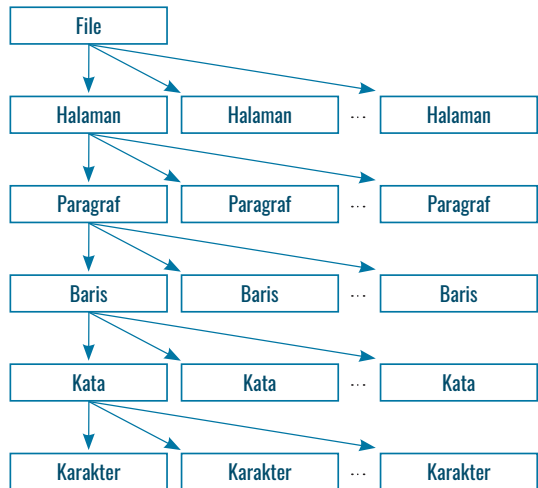 File
Halaman Halaman ... Halaman
Paragraf Paragraf ... Paragraf
Baris Baris ... Baris
Kata Kata ... Kata
Karakter Karakter ... Karakter